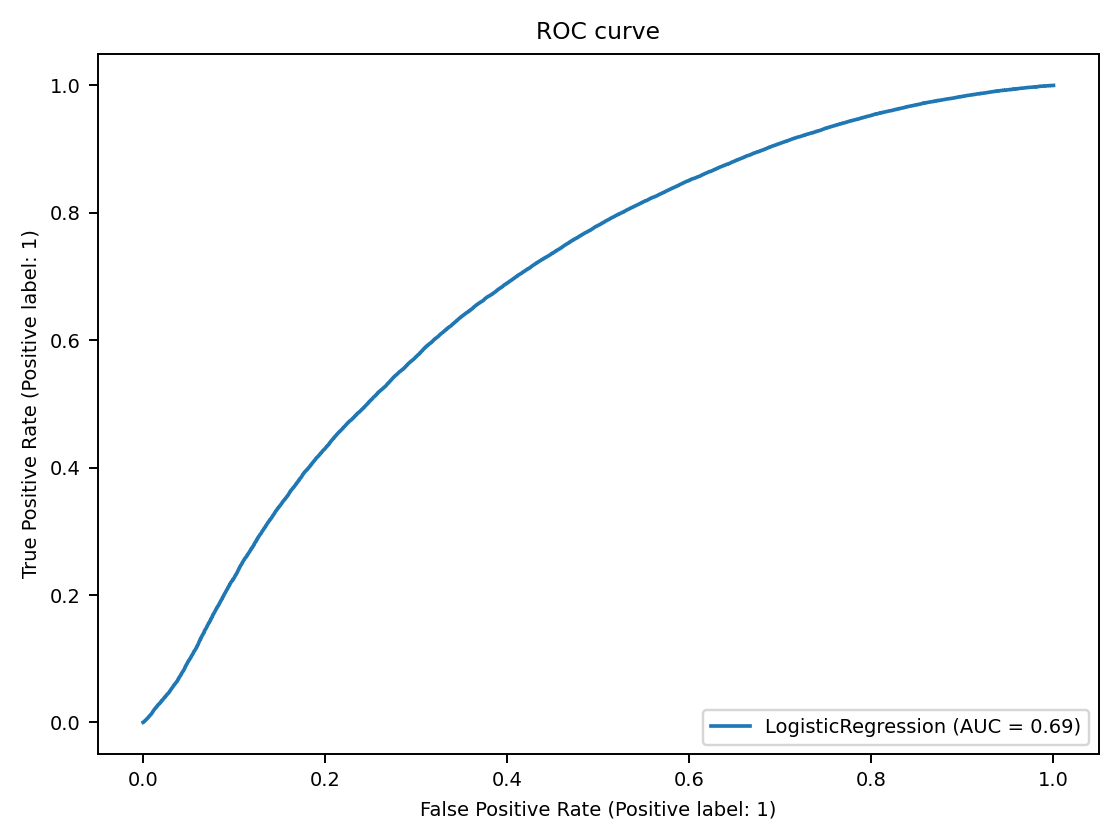 ROC curve
True Positive Rate (Positive label: 1)
1.0
0.8
0.6
0.4
0.2
0.0
LogisticRegression (AUC = 0.69)
0.0 0.2 0.4 0.6 0.8 1.0
False Positive Rate (Positive label: 1)